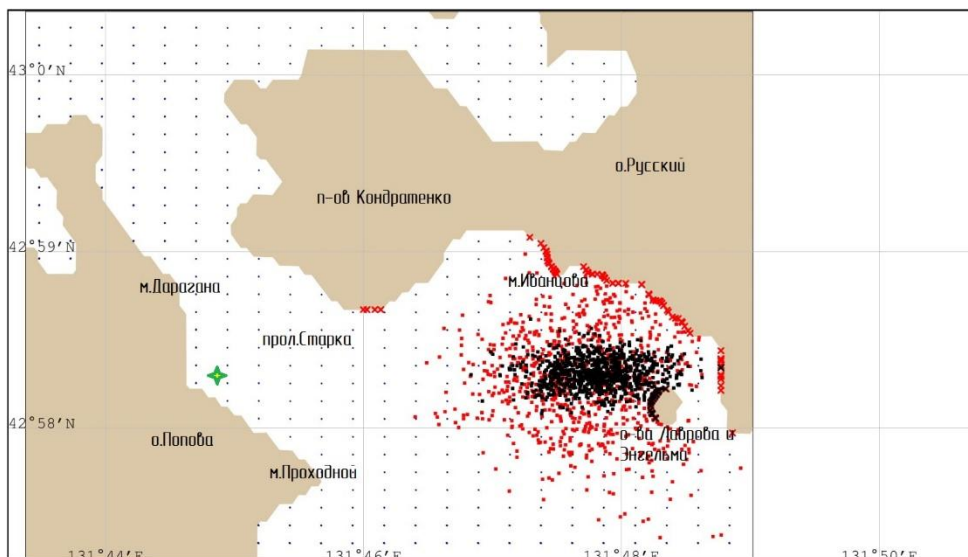 43°0′N
о.Русский
п-ов Кондратенко
42°59′N
м.Дарагана
м.Иванцова
прол.Старка
42°58′N
о.Попова
о-ва Лаврова и
Энгельма
м.Проходной
131°44′E
131°46′E
131°48′E
131°50′E